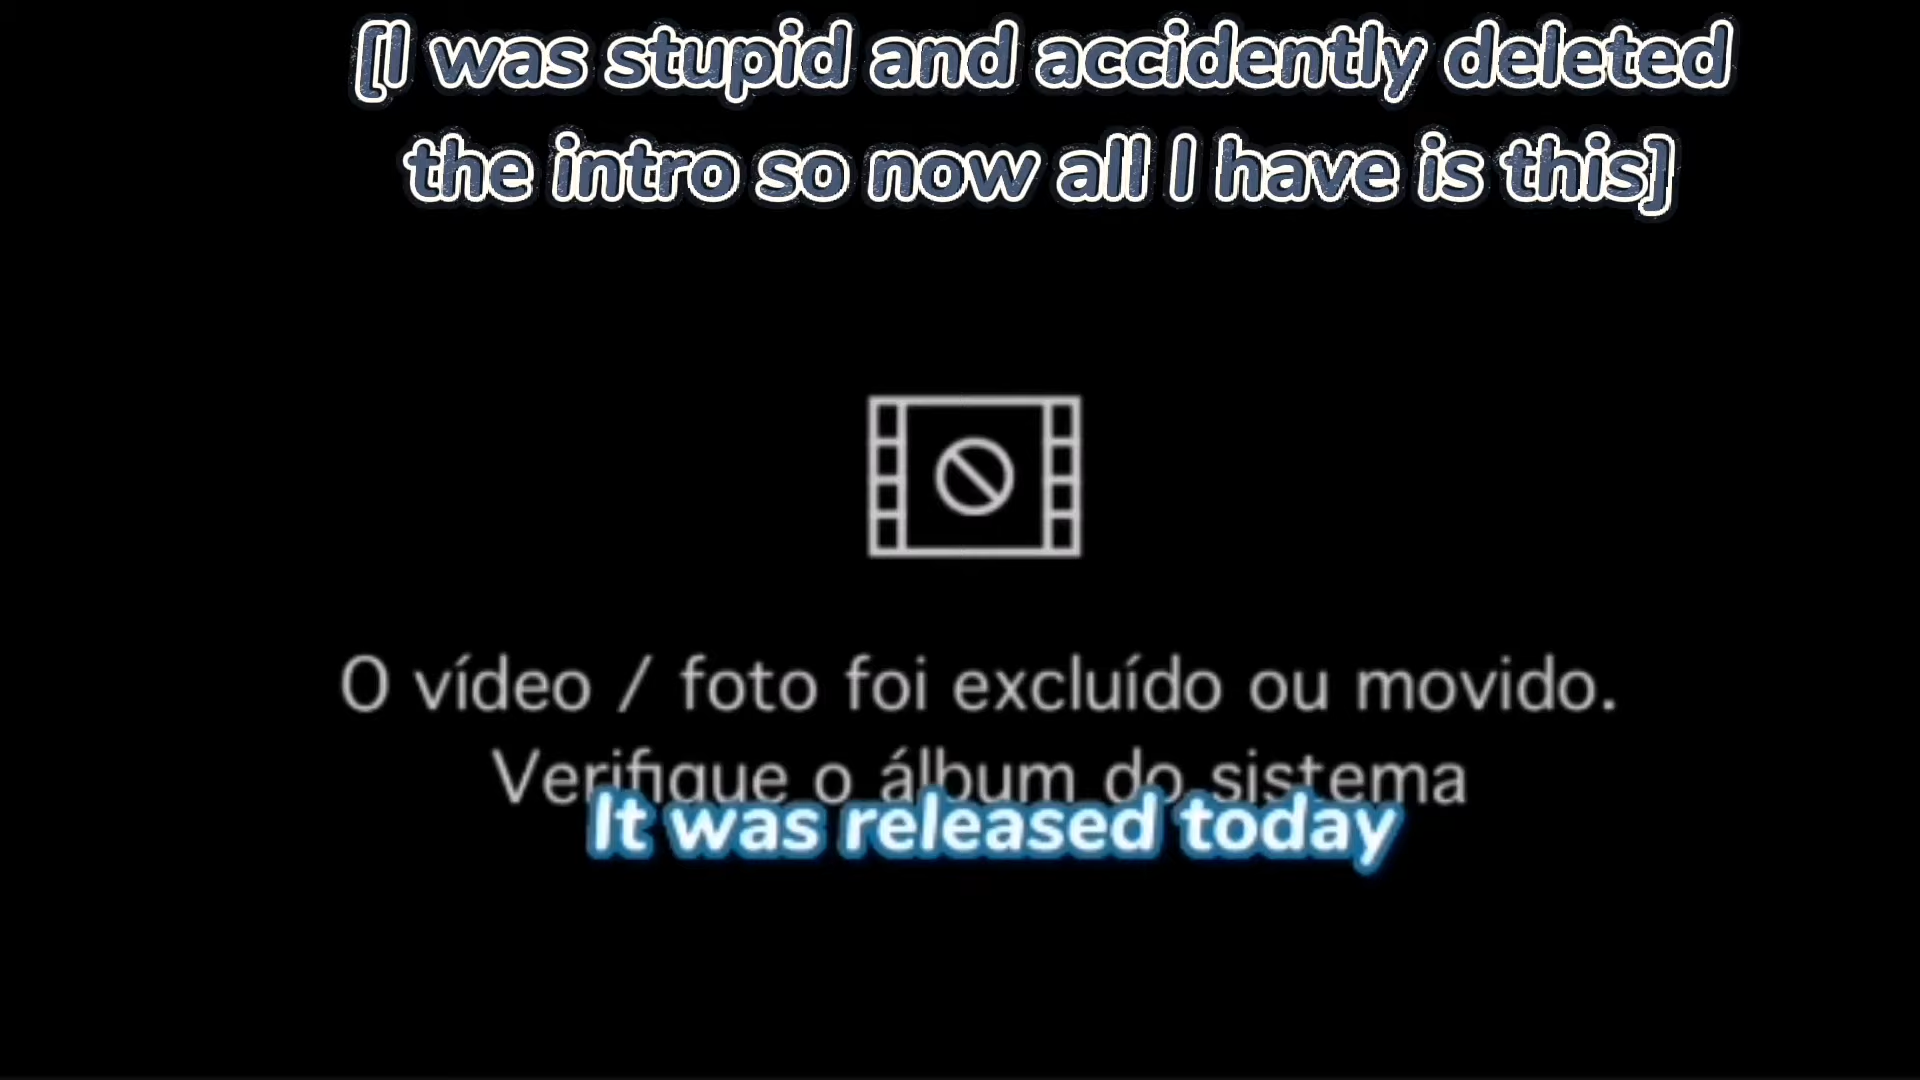 [I was stupid and accidently deleted
the intro so now all I have is this]
O vídeo / foto foi excluído ou movido.
Verifique o álbum do sistema
It was released today